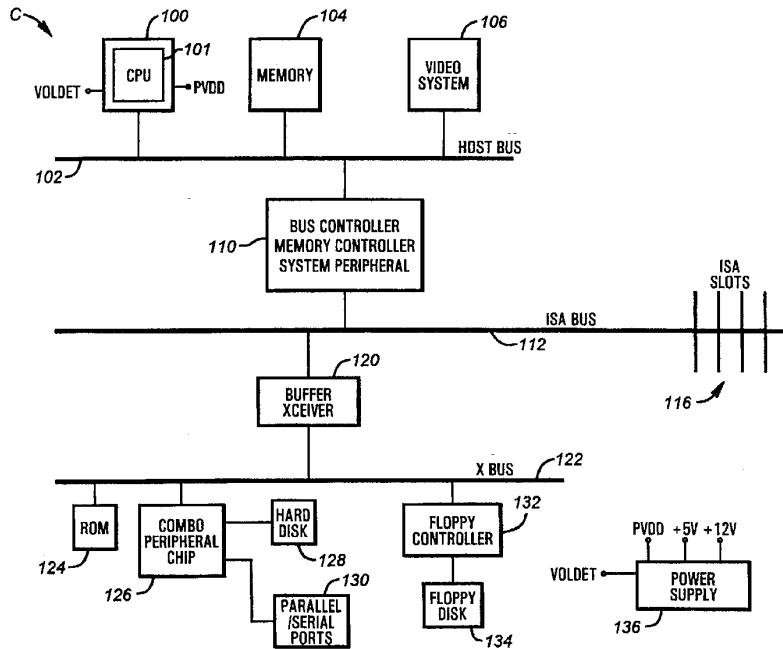 C
100
101
CPU
VOLDET
PVDD
104
MEMORY
106
VIDEO
SYSTEM
102
HOST BUS
110
BUS CONTROLLER
MEMORY CONTROLLER
SYSTEM PERIPHERAL
ISA
SLOTS
ISA BUS
112
116
120
BUFFER
XCEIVER
X BUS
122
ROM
124
COMBO
PERIPHERAL
CHIP
126
HARD
DISK
128
130
PARALLEL
/SERIAL
PORTS
132
FLOPPY
CONTROLLER
FLOPPY
DISK
134
PVDD +5V +12V
VOLDET
POWER
SUPPLY
136